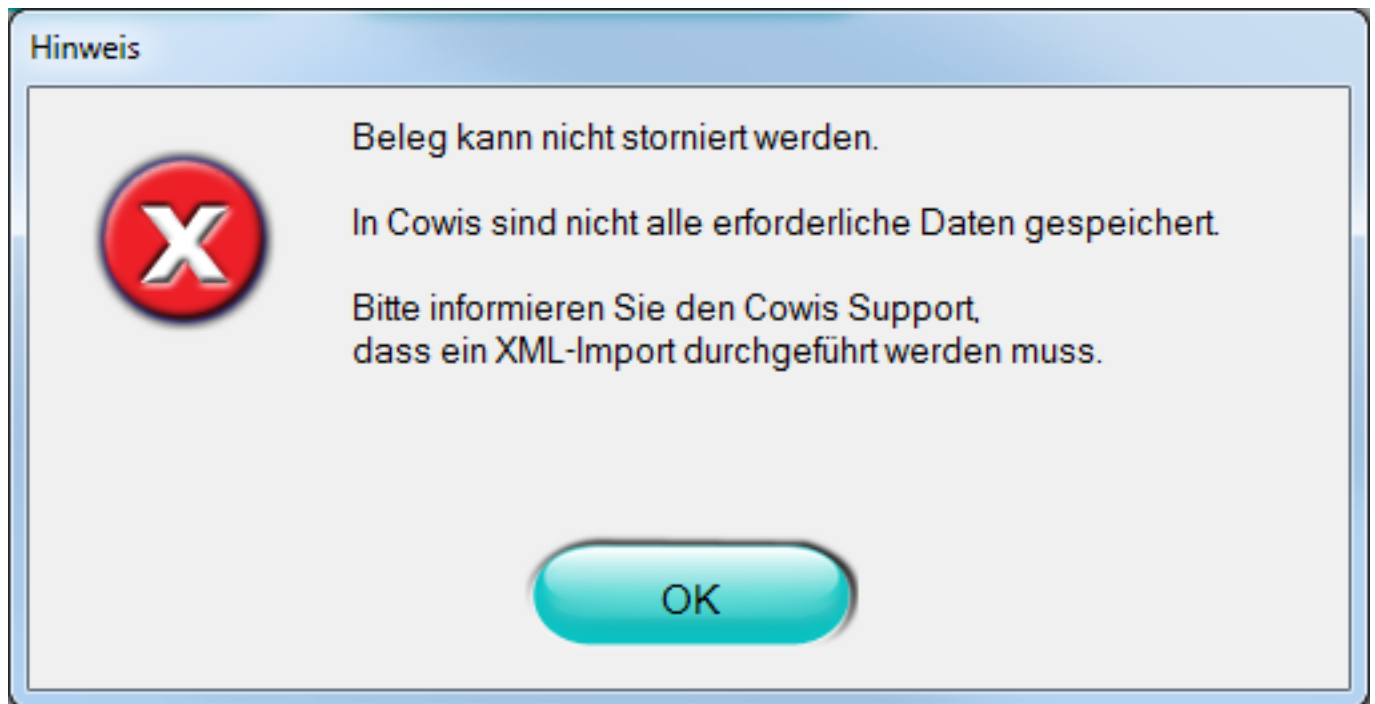 Hinweis
Beleg kann nicht storniert werden.
In Cowis sind nicht alle erforderliche Daten gespeichert.
Bitte informieren Sie den Cowis Support,
dass ein XML-Import durchgeführt werden muss.
OK